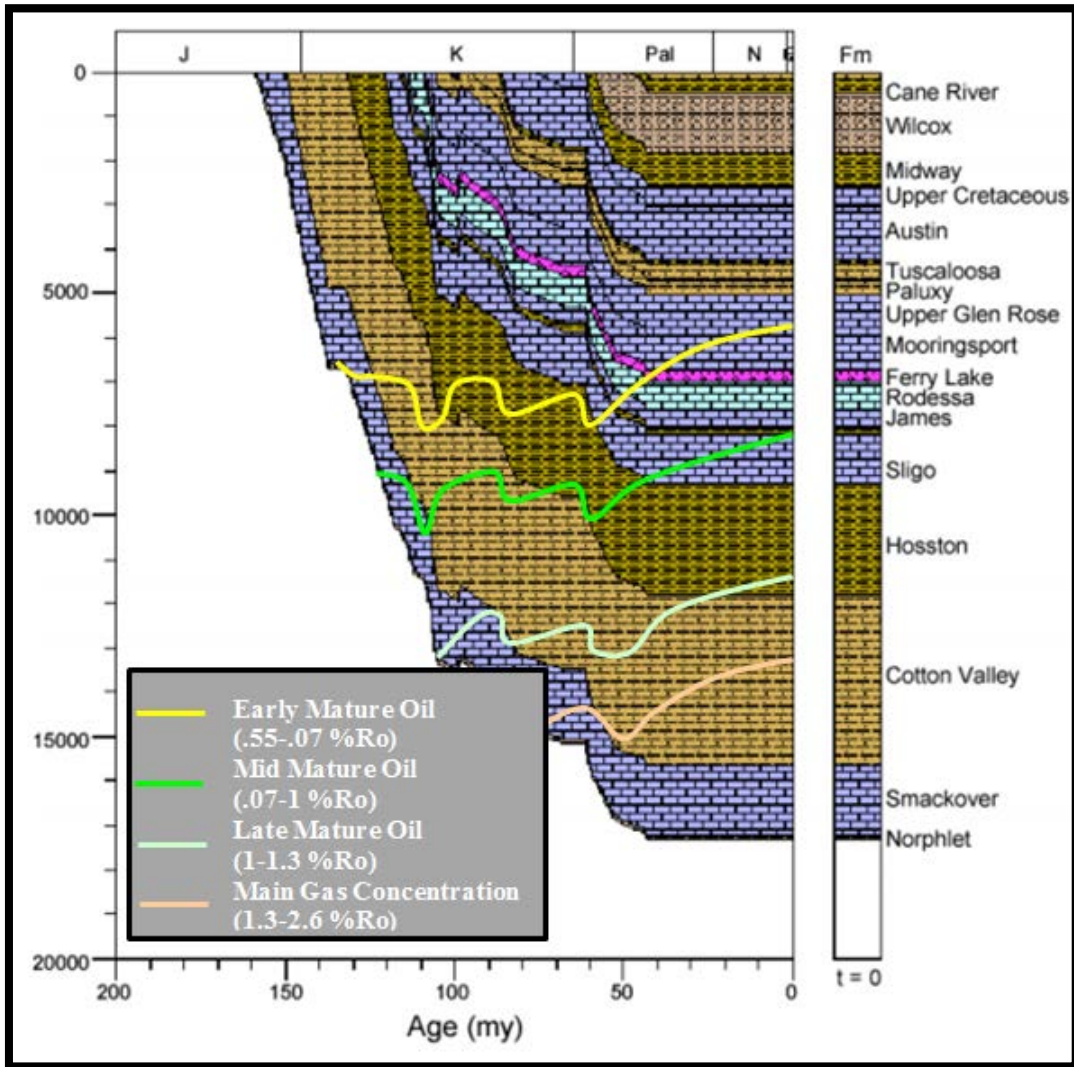 J K Pal N Fm
0
5000
10000
15000
20000
200 150 100 50 0
Age (my)
t = 0
Cane River
Wilcox
Midway
Upper Cretaceous
Austin
Tuscaloosa
Paluxy
Upper Glen Rose
Mooringsport
Ferry Lake
Rodessa
James
Sligo
Hosston
Cotton Valley
Smackover
Norphlet
Early Mature Oil
(.55-.07 %Ro)
Mid Mature Oil
(.07-1 %Ro)
Late Mature Oil
(1-1.3 %Ro)
Main Gas Concentration
(1.3-2.6 %Ro)